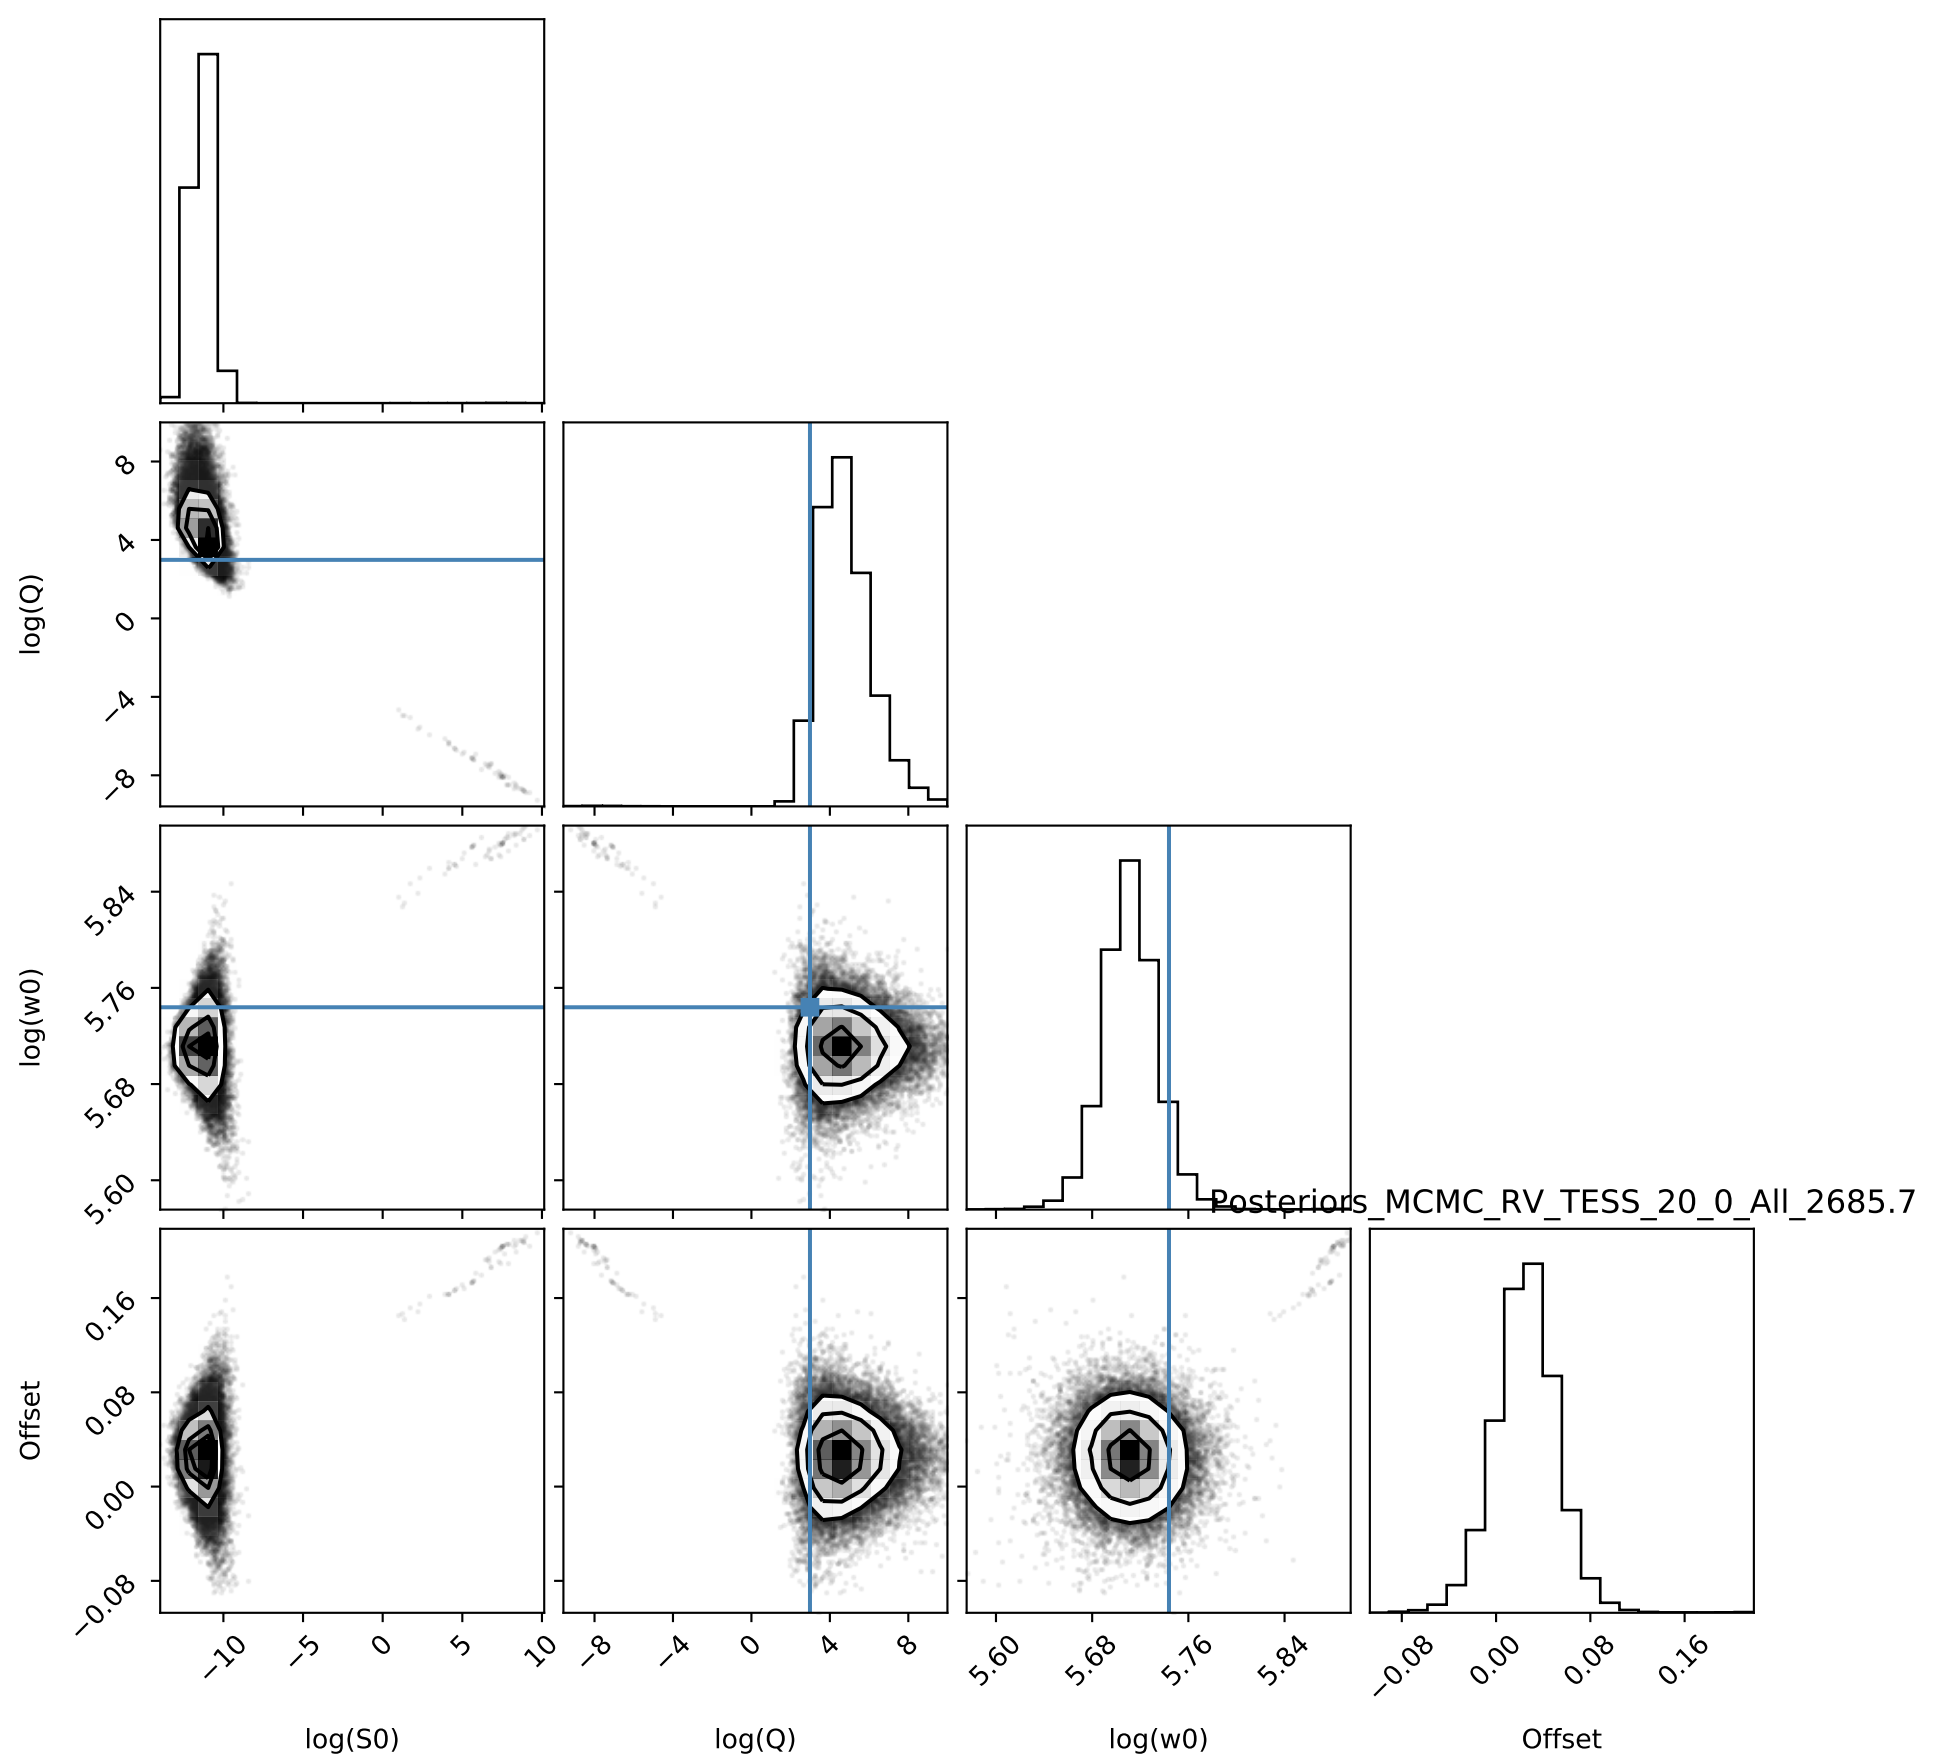 8
4
0
−4
−8
log(Q)
5.84
5.76
5.68
5.60
log(w0)
Posteriors_MCMC_RV_TESS_20_0_All_2685.7
0.16
0.08
0.00
−0.08
Offset
−10 −5 0 5 10
−8 −4 0 4 8
5.60 5.68 5.76 5.84
−0.08 0.00 0.08 0.16
log(S0) log(Q) log(w0) Offset